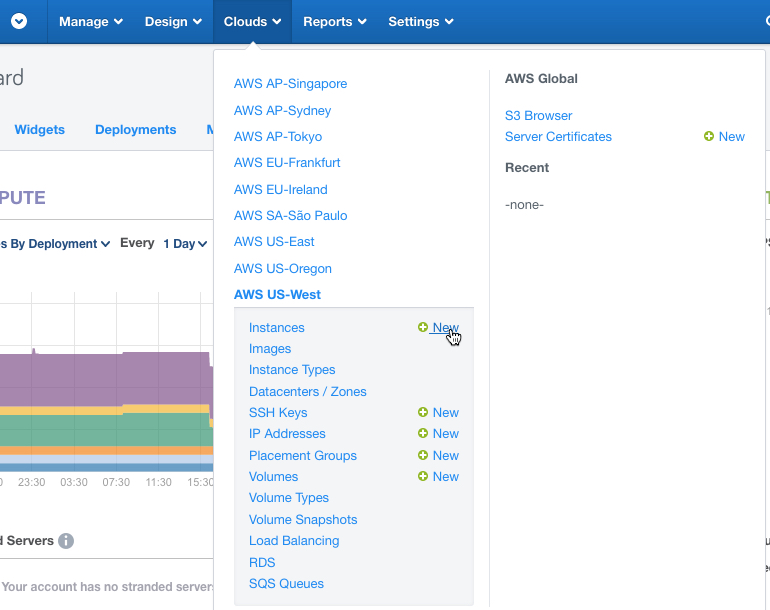 Manage Design Clouds Reports Settings
ard
AWS AP-Singapore
AWS AP-Sydney
AWS AP-Tokyo
AWS EU-Frankfurt
AWS EU-Ireland
AWS SA-São Paulo
AWS US-East
AWS US-Oregon
AWS US-West
Instances New
Images
Instance Types
Datacenters / Zones
SSH Keys New
IP Addresses New
Placement Groups New
Volumes New
Volume Types
Volume Snapshots
Load Balancing
RDS
SQS Queues
AWS Global
S3 Browser
Server Certificates New
Recent
-none-
Widgets Deployments
PUTE
s By Deployment Every 1 Day
23:30 03:30 07:30 11:30 15:30
d Servers
Your account has no stranded server